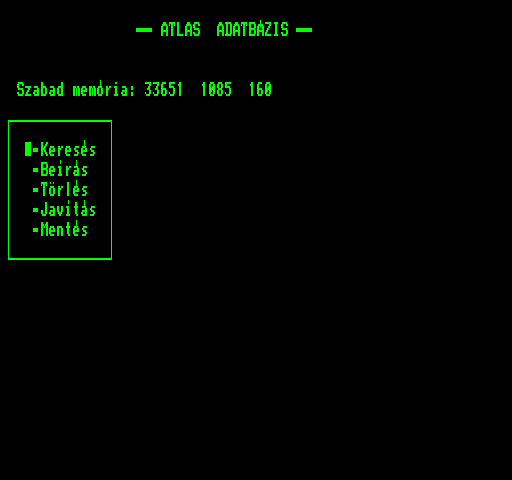 ━━ ATLAS  ADATBÁZIS ━━
Szabad memória: 33651  1085  160
-Keresés
-Beirás
-Törlés
-Javitás
-Mentés